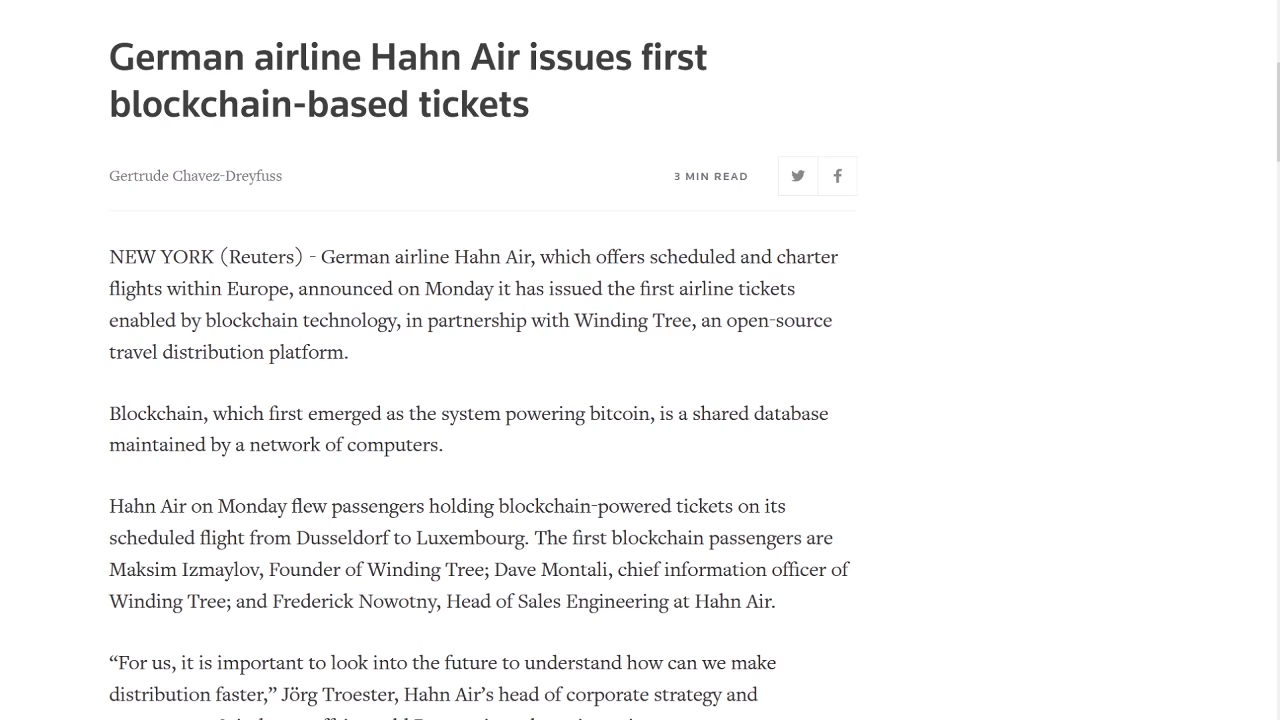 German airline Hahn Air issues first
blockchain-based tickets
Gertrude Chavez-Dreyfuss
3 MIN READ
NEW YORK (Reuters) - German airline Hahn Air, which offers scheduled and charter
flights within Europe, announced on Monday it has issued the first airline tickets
enabled by blockchain technology, in partnership with Winding Tree, an open-source
travel distribution platform.
Blockchain, which first emerged as the system powering bitcoin, is a shared database
maintained by a network of computers.
Hahn Air on Monday flew passengers holding blockchain-powered tickets on its
scheduled flight from Dusseldorf to Luxembourg. The first blockchain passengers are
Maksim Izmaylov, Founder of Winding Tree; Dave Montali, chief information officer of
Winding Tree; and Frederick Nowotny, Head of Sales Engineering at Hahn Air.
“For us, it is important to look into the future to understand how can we make
distribution faster,” Jörg Troester, Hahn Air’s head of corporate strategy and